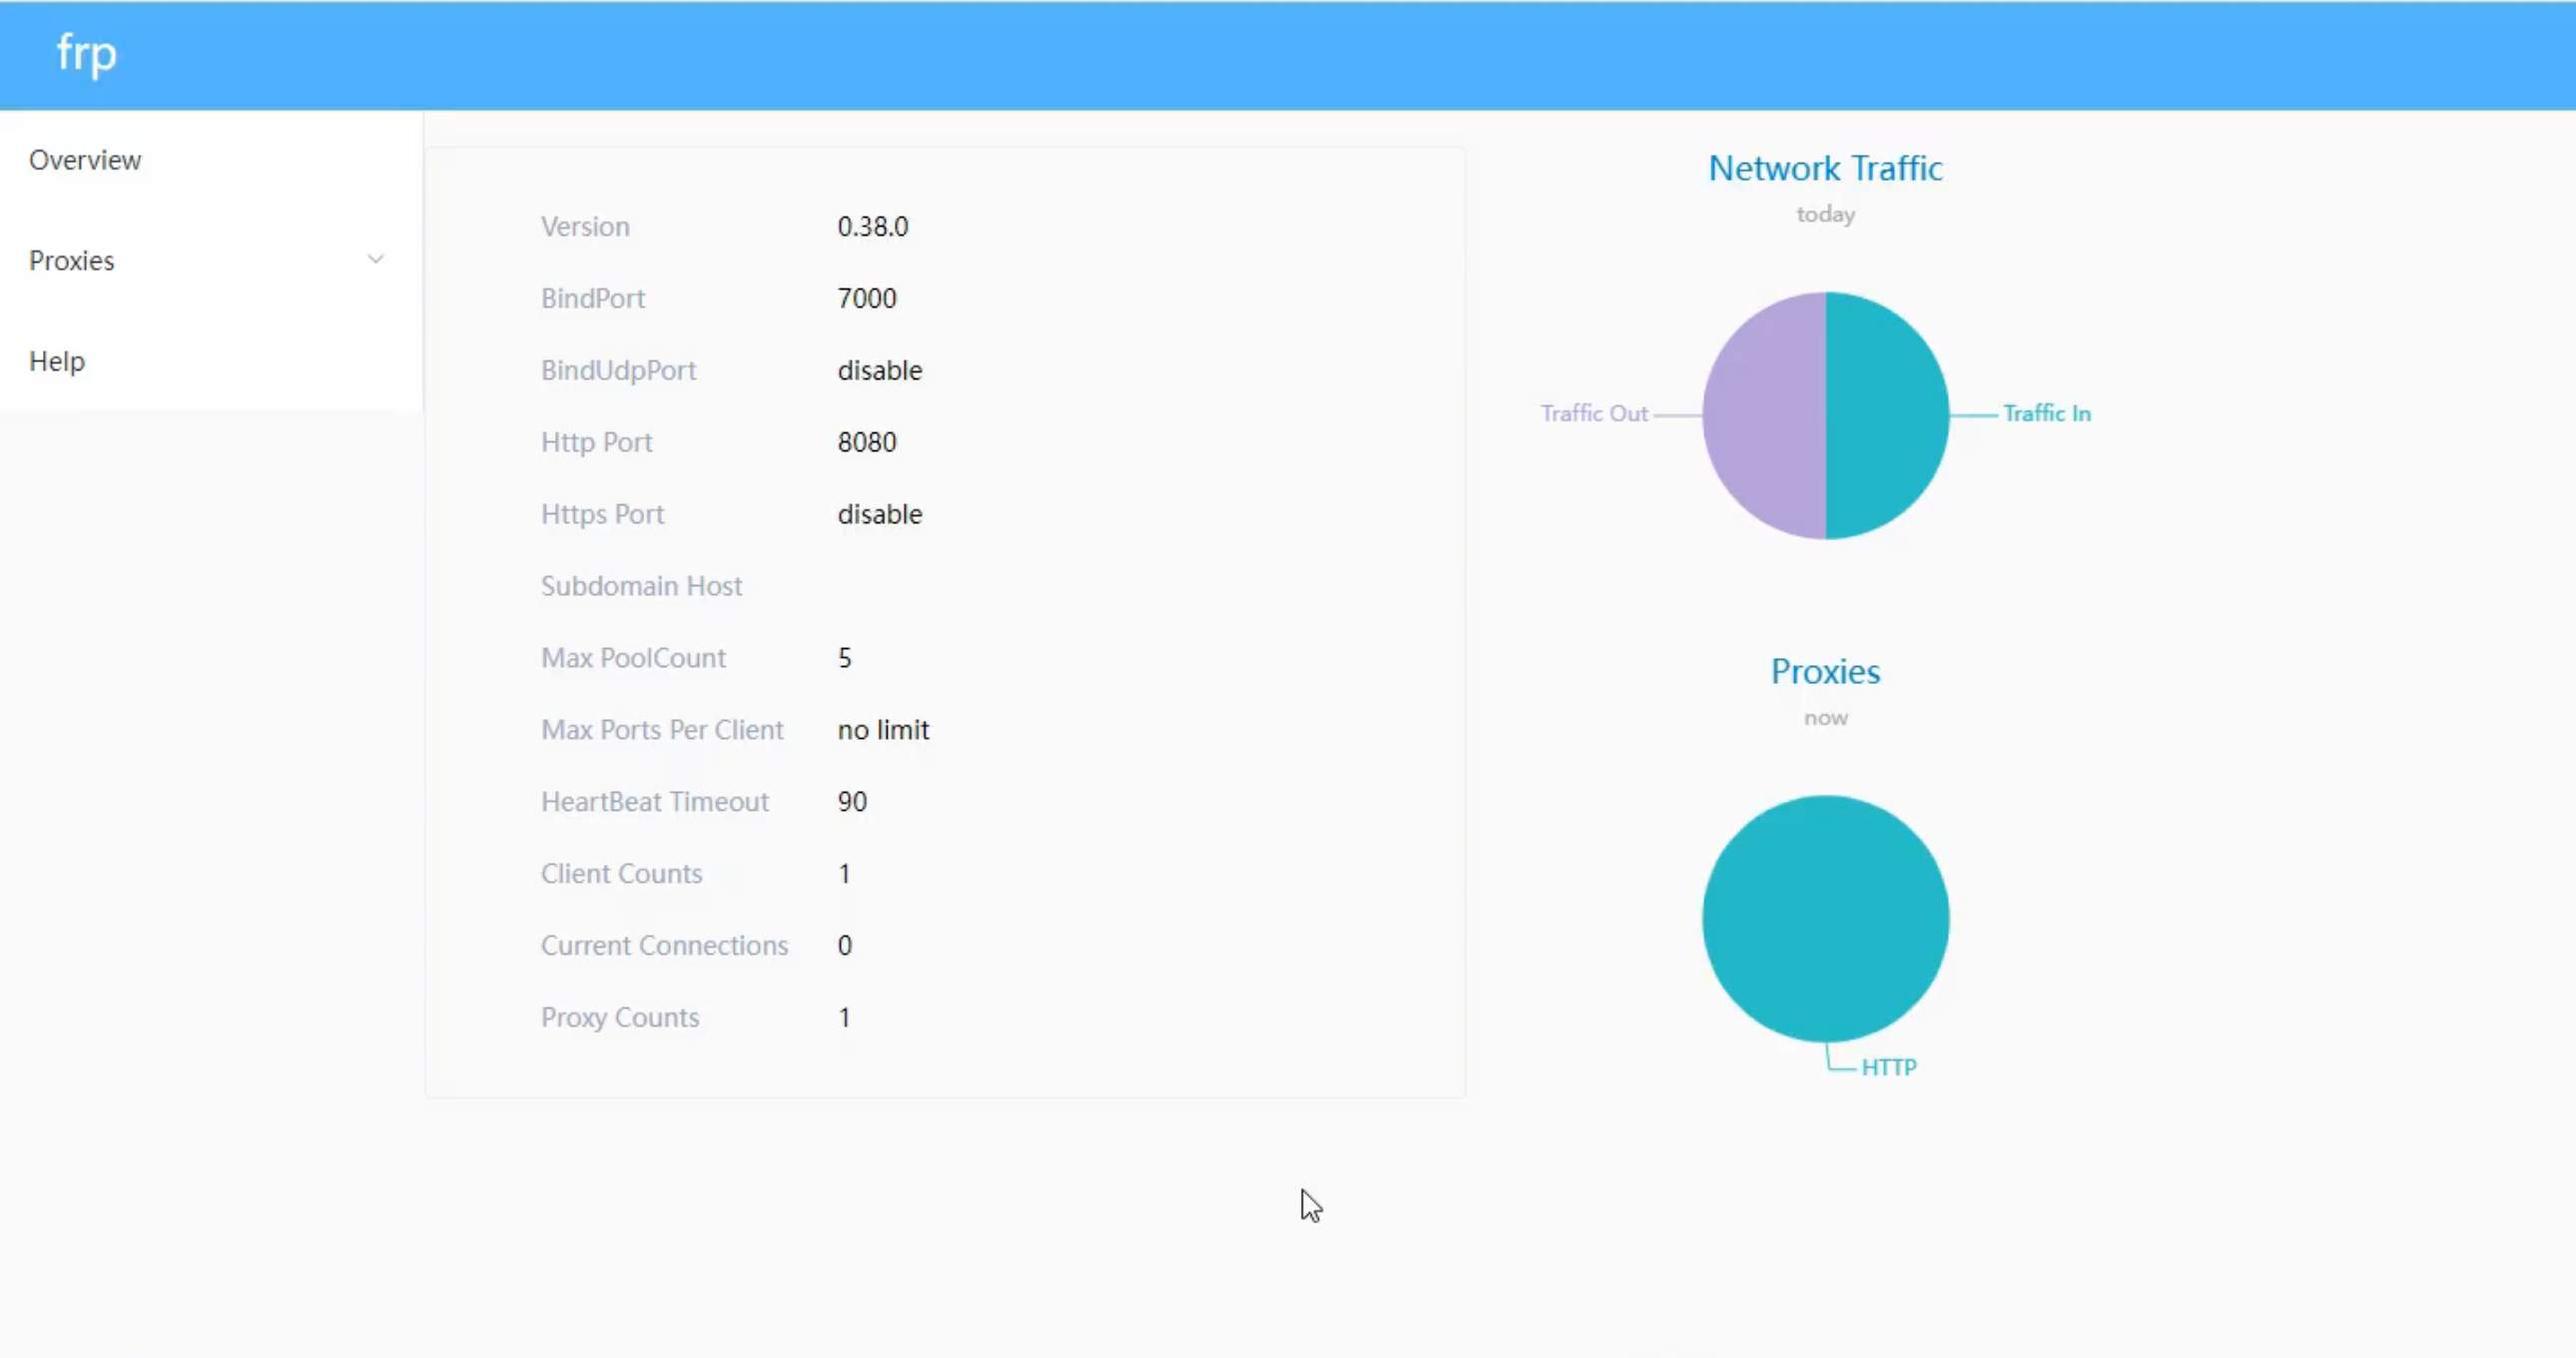 frp
Overview
Proxies
Help
Version 0.38.0
BindPort 7000
BindUdpPort disable
Http Port 8080
Https Port disable
Subdomain Host
Max PoolCount 5
Max Ports Per Client no limit
HeartBeat Timeout 90
Client Counts 1
Current Connections 0
Proxy Counts 1
Network Traffic
today
Traffic Out
Traffic In
Proxies
now
HTTP